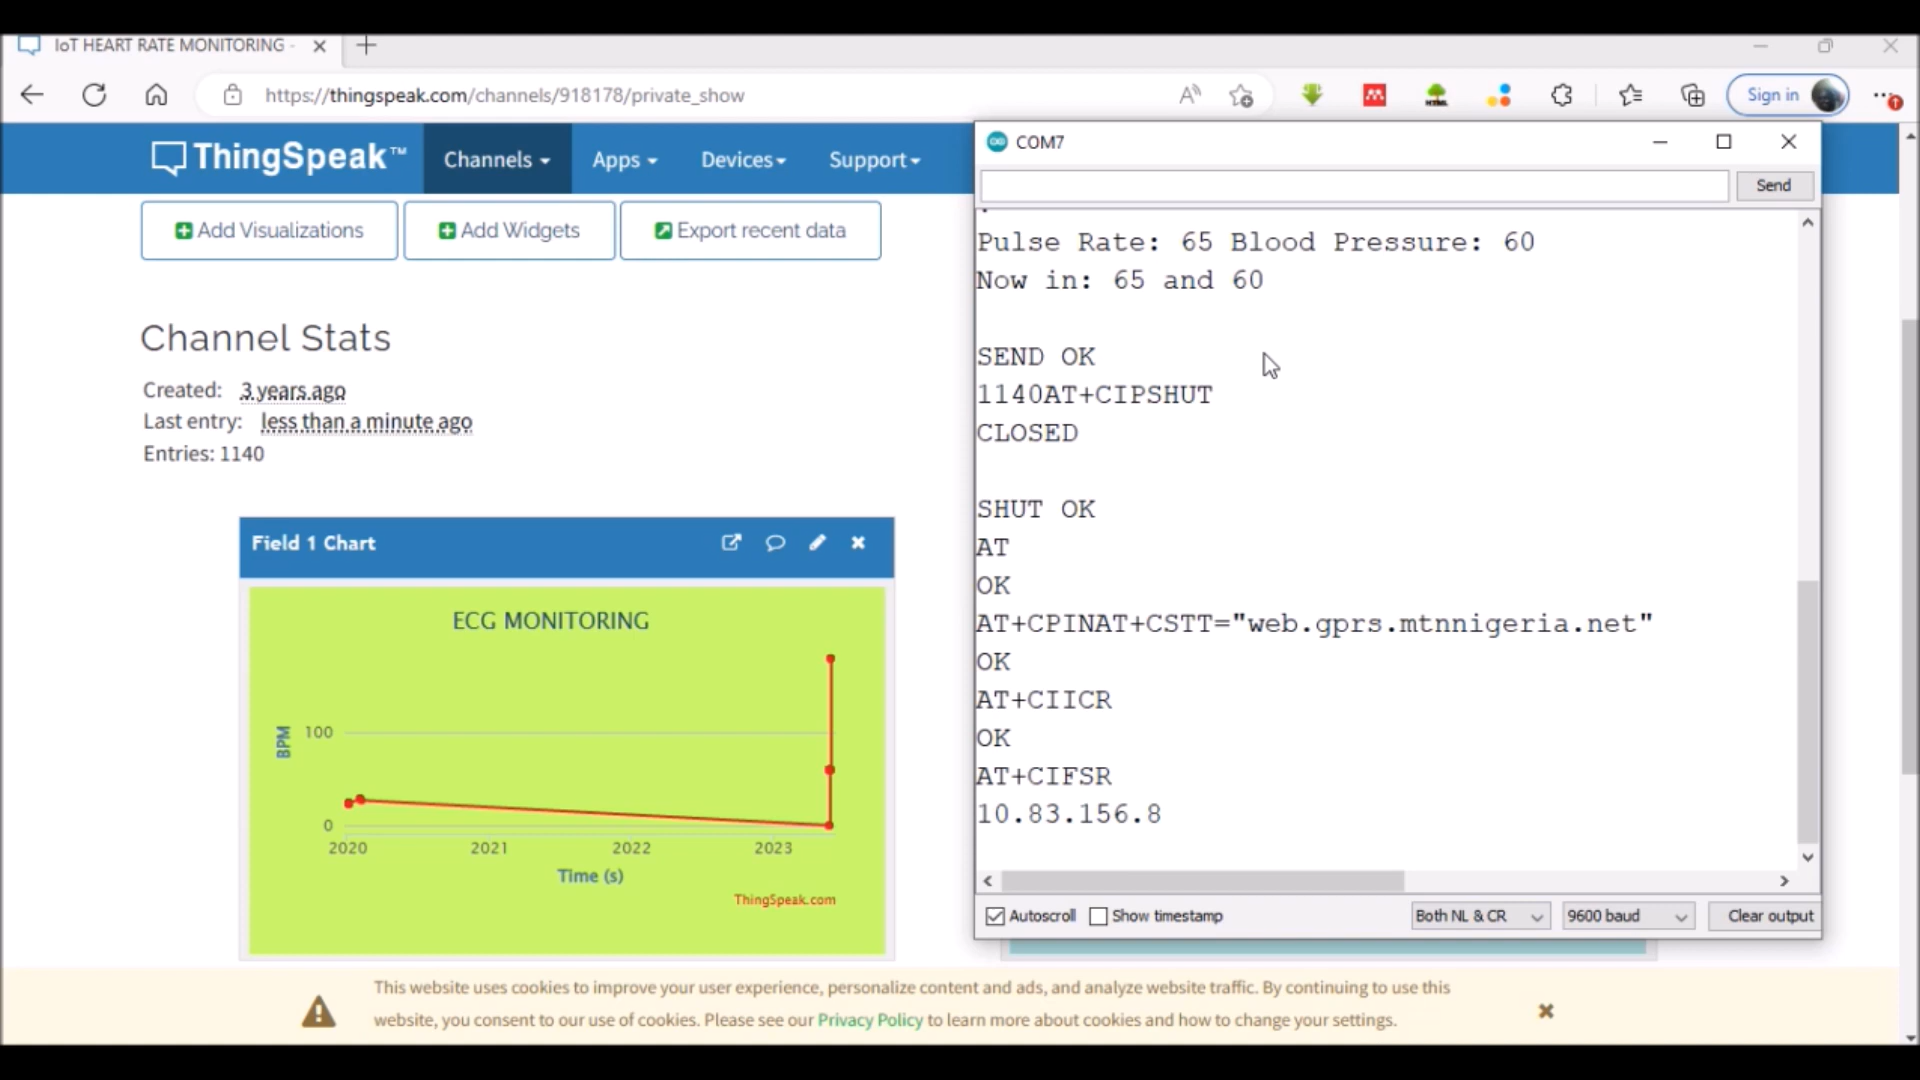 IoT HEART RATE MONITORING -
https://thingspeak.com/channels/918178/private_show
Sign in
ThingSpeak™
Channels
Apps
Devices
Support
Add Visualizations
Add Widgets
Export recent data
Channel Stats
Created: 3 years ago
Last entry: less than a minute ago
Entries: 1140
Field 1 Chart
ECG MONITORING
BPM
100
0
2020
2021
2022
2023
Time (s)
ThingSpeak.com
COM7
Send
Pulse Rate: 65 Blood Pressure: 60
Now in: 65 and 60
SEND OK
1140AT+CIPSHUT
CLOSED
SHUT OK
AT
OK
AT+CPINAT+CSTT="web.gprs.mtnnigeria.net"
OK
AT+CIICR
OK
AT+CIFSR
10.83.156.8
Autoscroll
Show timestamp
Both NL & CR
9600 baud
Clear output
This website uses cookies to improve your user experience, personalize content and ads, and analyze website traffic. By continuing to use this
website, you consent to our use of cookies. Please see our Privacy Policy to learn more about cookies and how to change your settings.